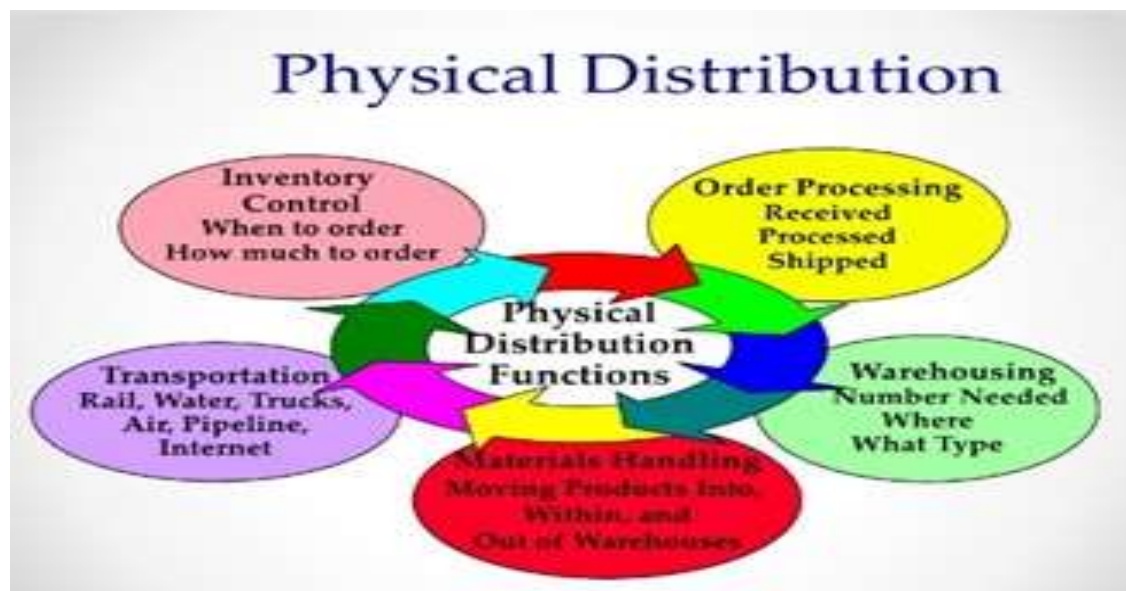 Physical Distribution
Inventory
Control
When to order
How much to order
Order Processing
Received
Processed
Shipped
Physical
Distribution
Functions
Transportation
Rail, Water, Trucks,
Air, Pipeline,
Internet
Warehousing
Number Needed
Where
What Type
Materials Handling
Moving Products Into,
Within, and
Out of Warehouses